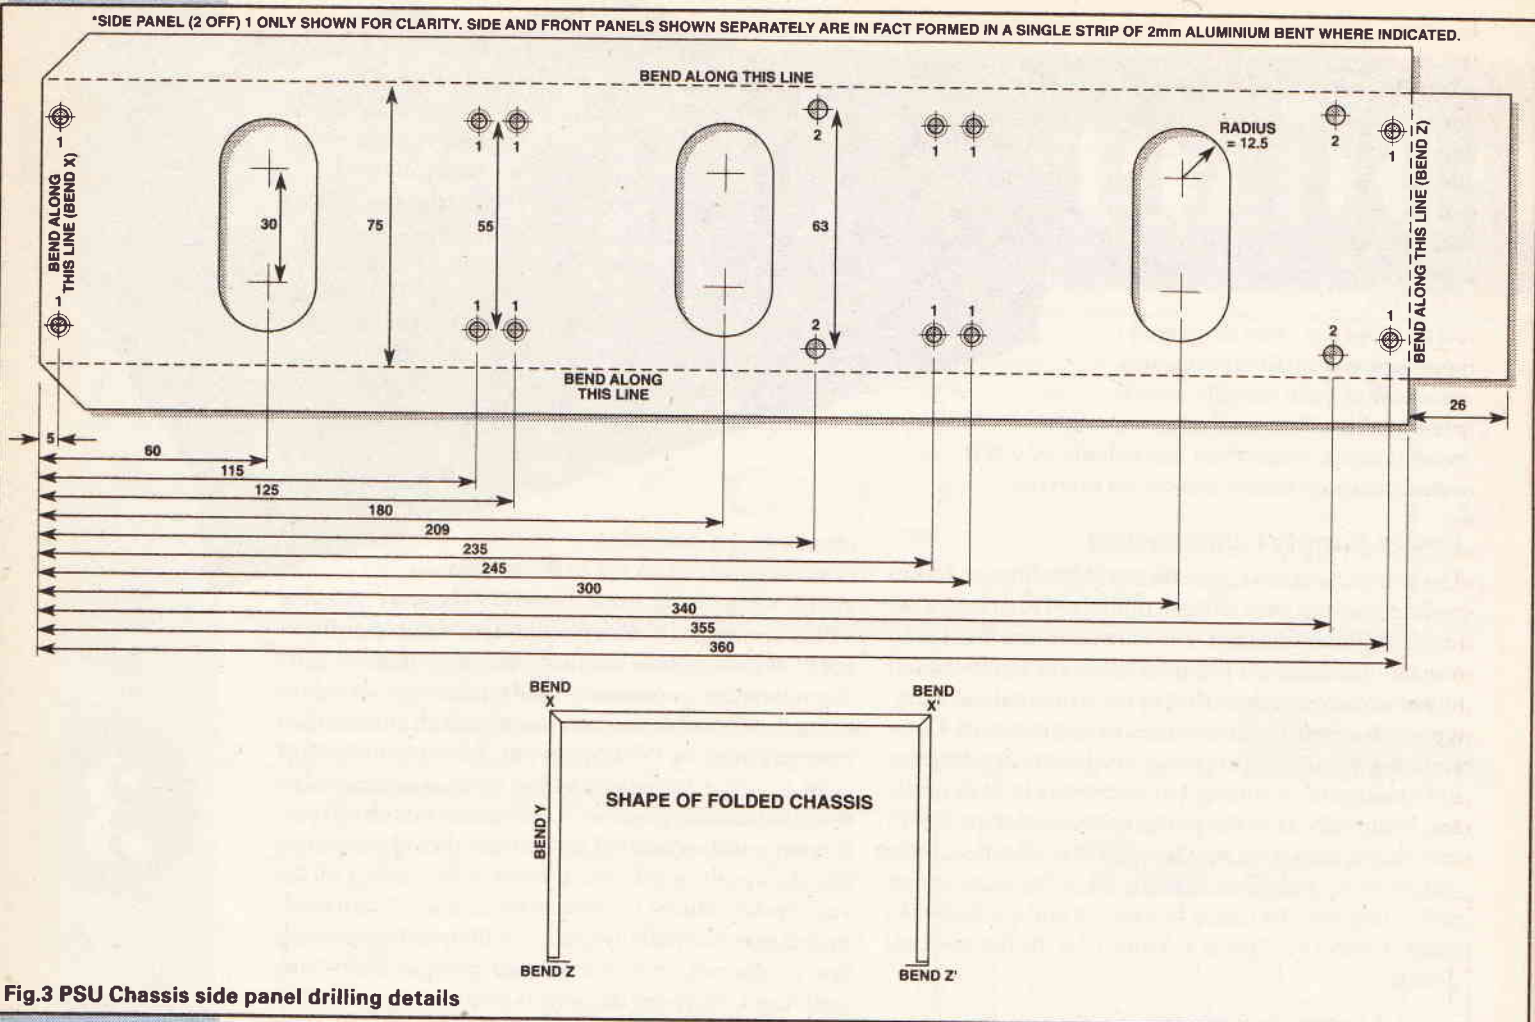 *SIDE PANEL (2 OFF) 1 ONLY SHOWN FOR CLARITY. SIDE AND FRONT PANELS SHOWN SEPARATELY ARE IN FACT FORMED IN A SINGLE STRIP OF 2mm ALUMINIUM BENT WHERE INDICATED.
BEND ALONG THIS LINE
1
1 1
2
1 1
RADIUS
= 12.5
2
1
BEND ALONG
THIS LINE (BEND X)
30
75
55
63
BEND ALONG THIS LINE (BEND Z)
1
1 1
2
1 1
2
1
BEND ALONG
THIS LINE
26
5
60
115
125
180
209
235
245
300
340
355
360
BEND
X
BEND
X'
BEND Y
SHAPE OF FOLDED CHASSIS
BEND Z
BEND Z'
Fig.3 PSU Chassis side panel drilling details